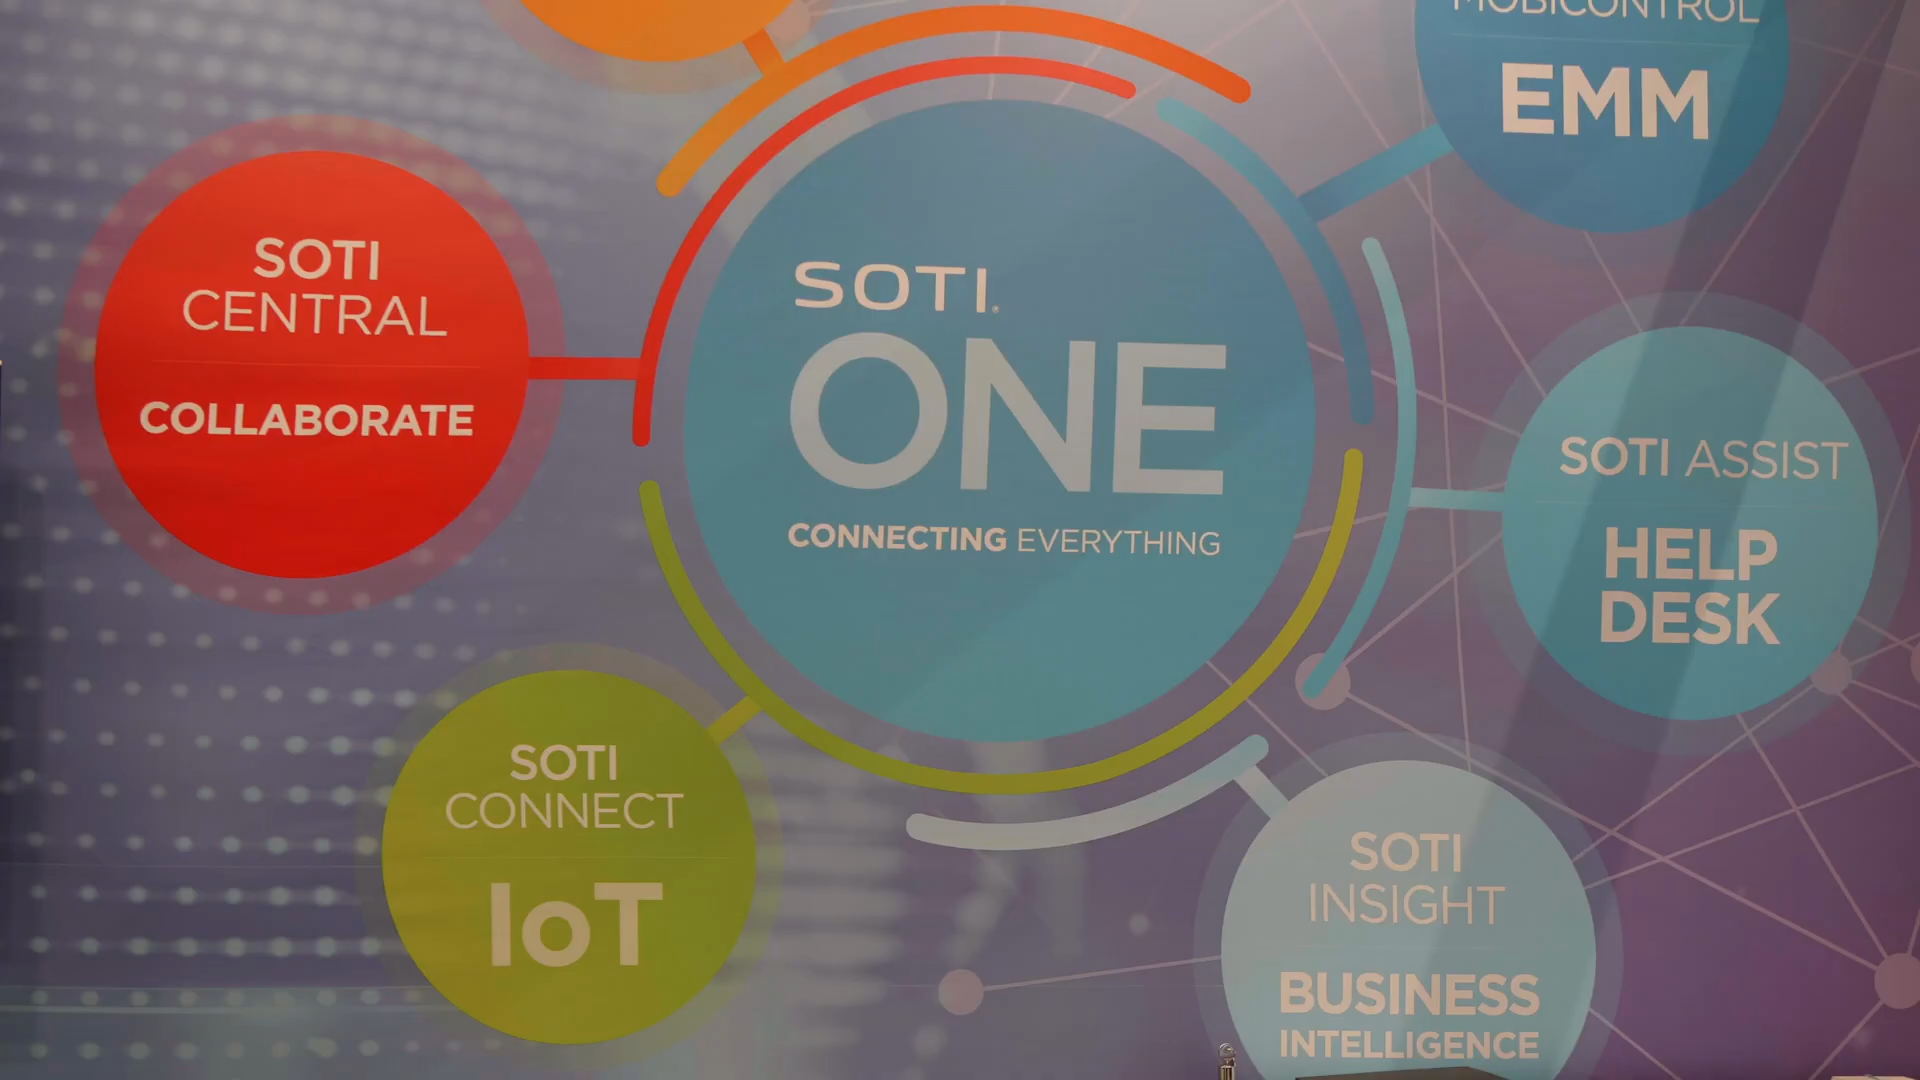 MOBICONTROL
EMM
SOTI
CENTRAL
COLLABORATE
SOTI.
ONE
CONNECTING EVERYTHING
SOTI ASSIST
HELP
DESK
SOTI
CONNECT
IoT
SOTI
INSIGHT
BUSINESS
INTELLIGENCE